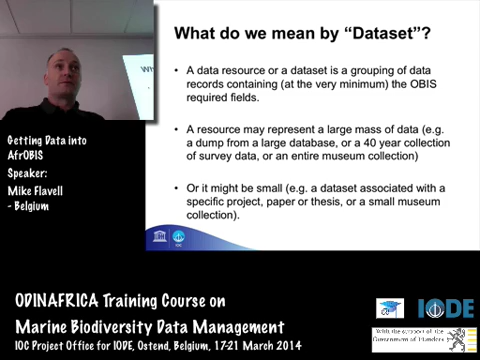 What do we mean by “Dataset”?
• A data resource or a dataset is a grouping of data
records containing (at the very minimum) the OBIS
required fields.
• A resource may represent a large mass of data (e.g.
a dump from a large database, or a 40 year collection
of survey data, or an entire museum collection)
• Or it might be small (e.g. a dataset associated with a
specific project, paper or thesis, or a small museum
collection).
Getting Data into
AfrOBIS
Speaker:
Mike Flavell
- Belgium
ODINAFRICA Training Course on
Marine Biodiversity Data Management
IOC Project Office for IODE, Ostend, Belgium, 17-21 March 2014
IODE
With the support of the
Government of Flanders